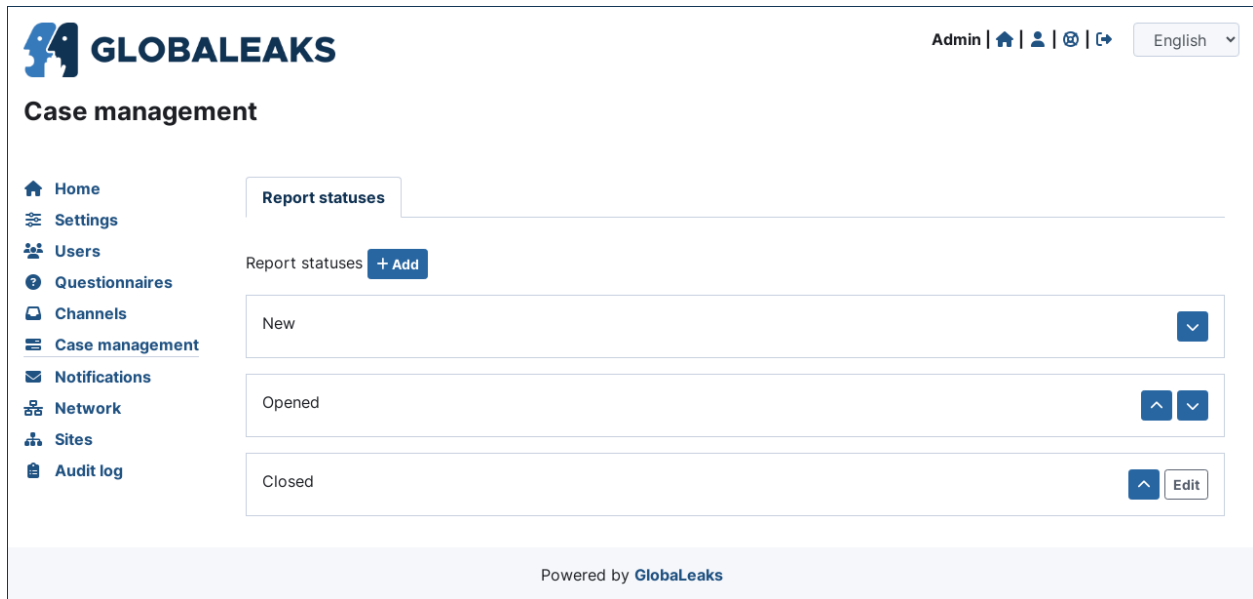 GLOBALEAKS
Admin | | | |
English
Case management
Home
Settings
Users
Questionnaires
Channels
Case management
Notifications
Network
Sites
Audit log
Report statuses
Report statuses + Add
New
Opened
Closed
Edit
Powered by GlobaLeaks